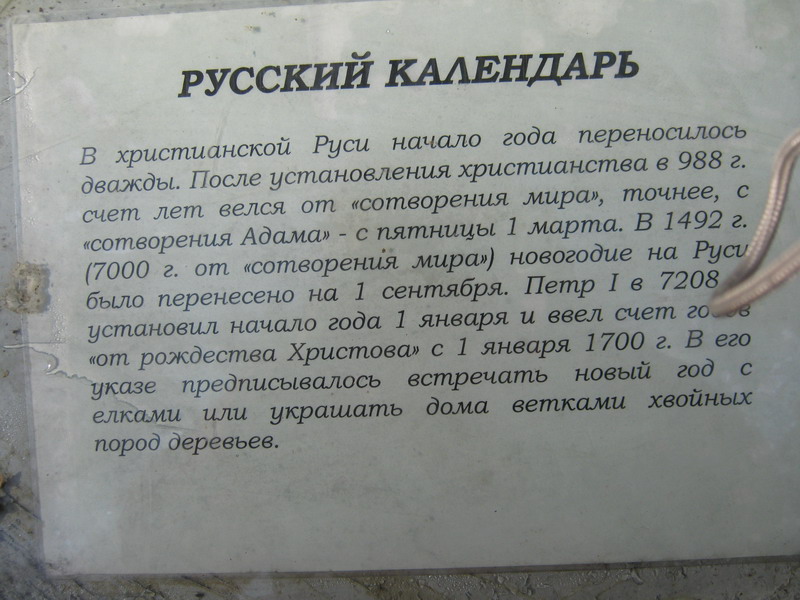 РУССКИЙ КАЛЕНДАРЬ
В христианской Руси начало года переносилось
дважды. После установления христианства в 988 г.
счет лет велся от «сотворения мира», точнее, с
«сотворения Адама» - с пятницы 1 марта. В 1492 г.
(7000 г. от «сотворения мира») новогодие на Руси
было перенесено на 1 сентября. Петр I в 7208
установил начало года 1 января и ввел счет годов
«от рождества Христова» с 1 января 1700 г. В его
указе предписывалось встречать новый год с
елками или украшать дома ветками хвойных
пород деревьев.